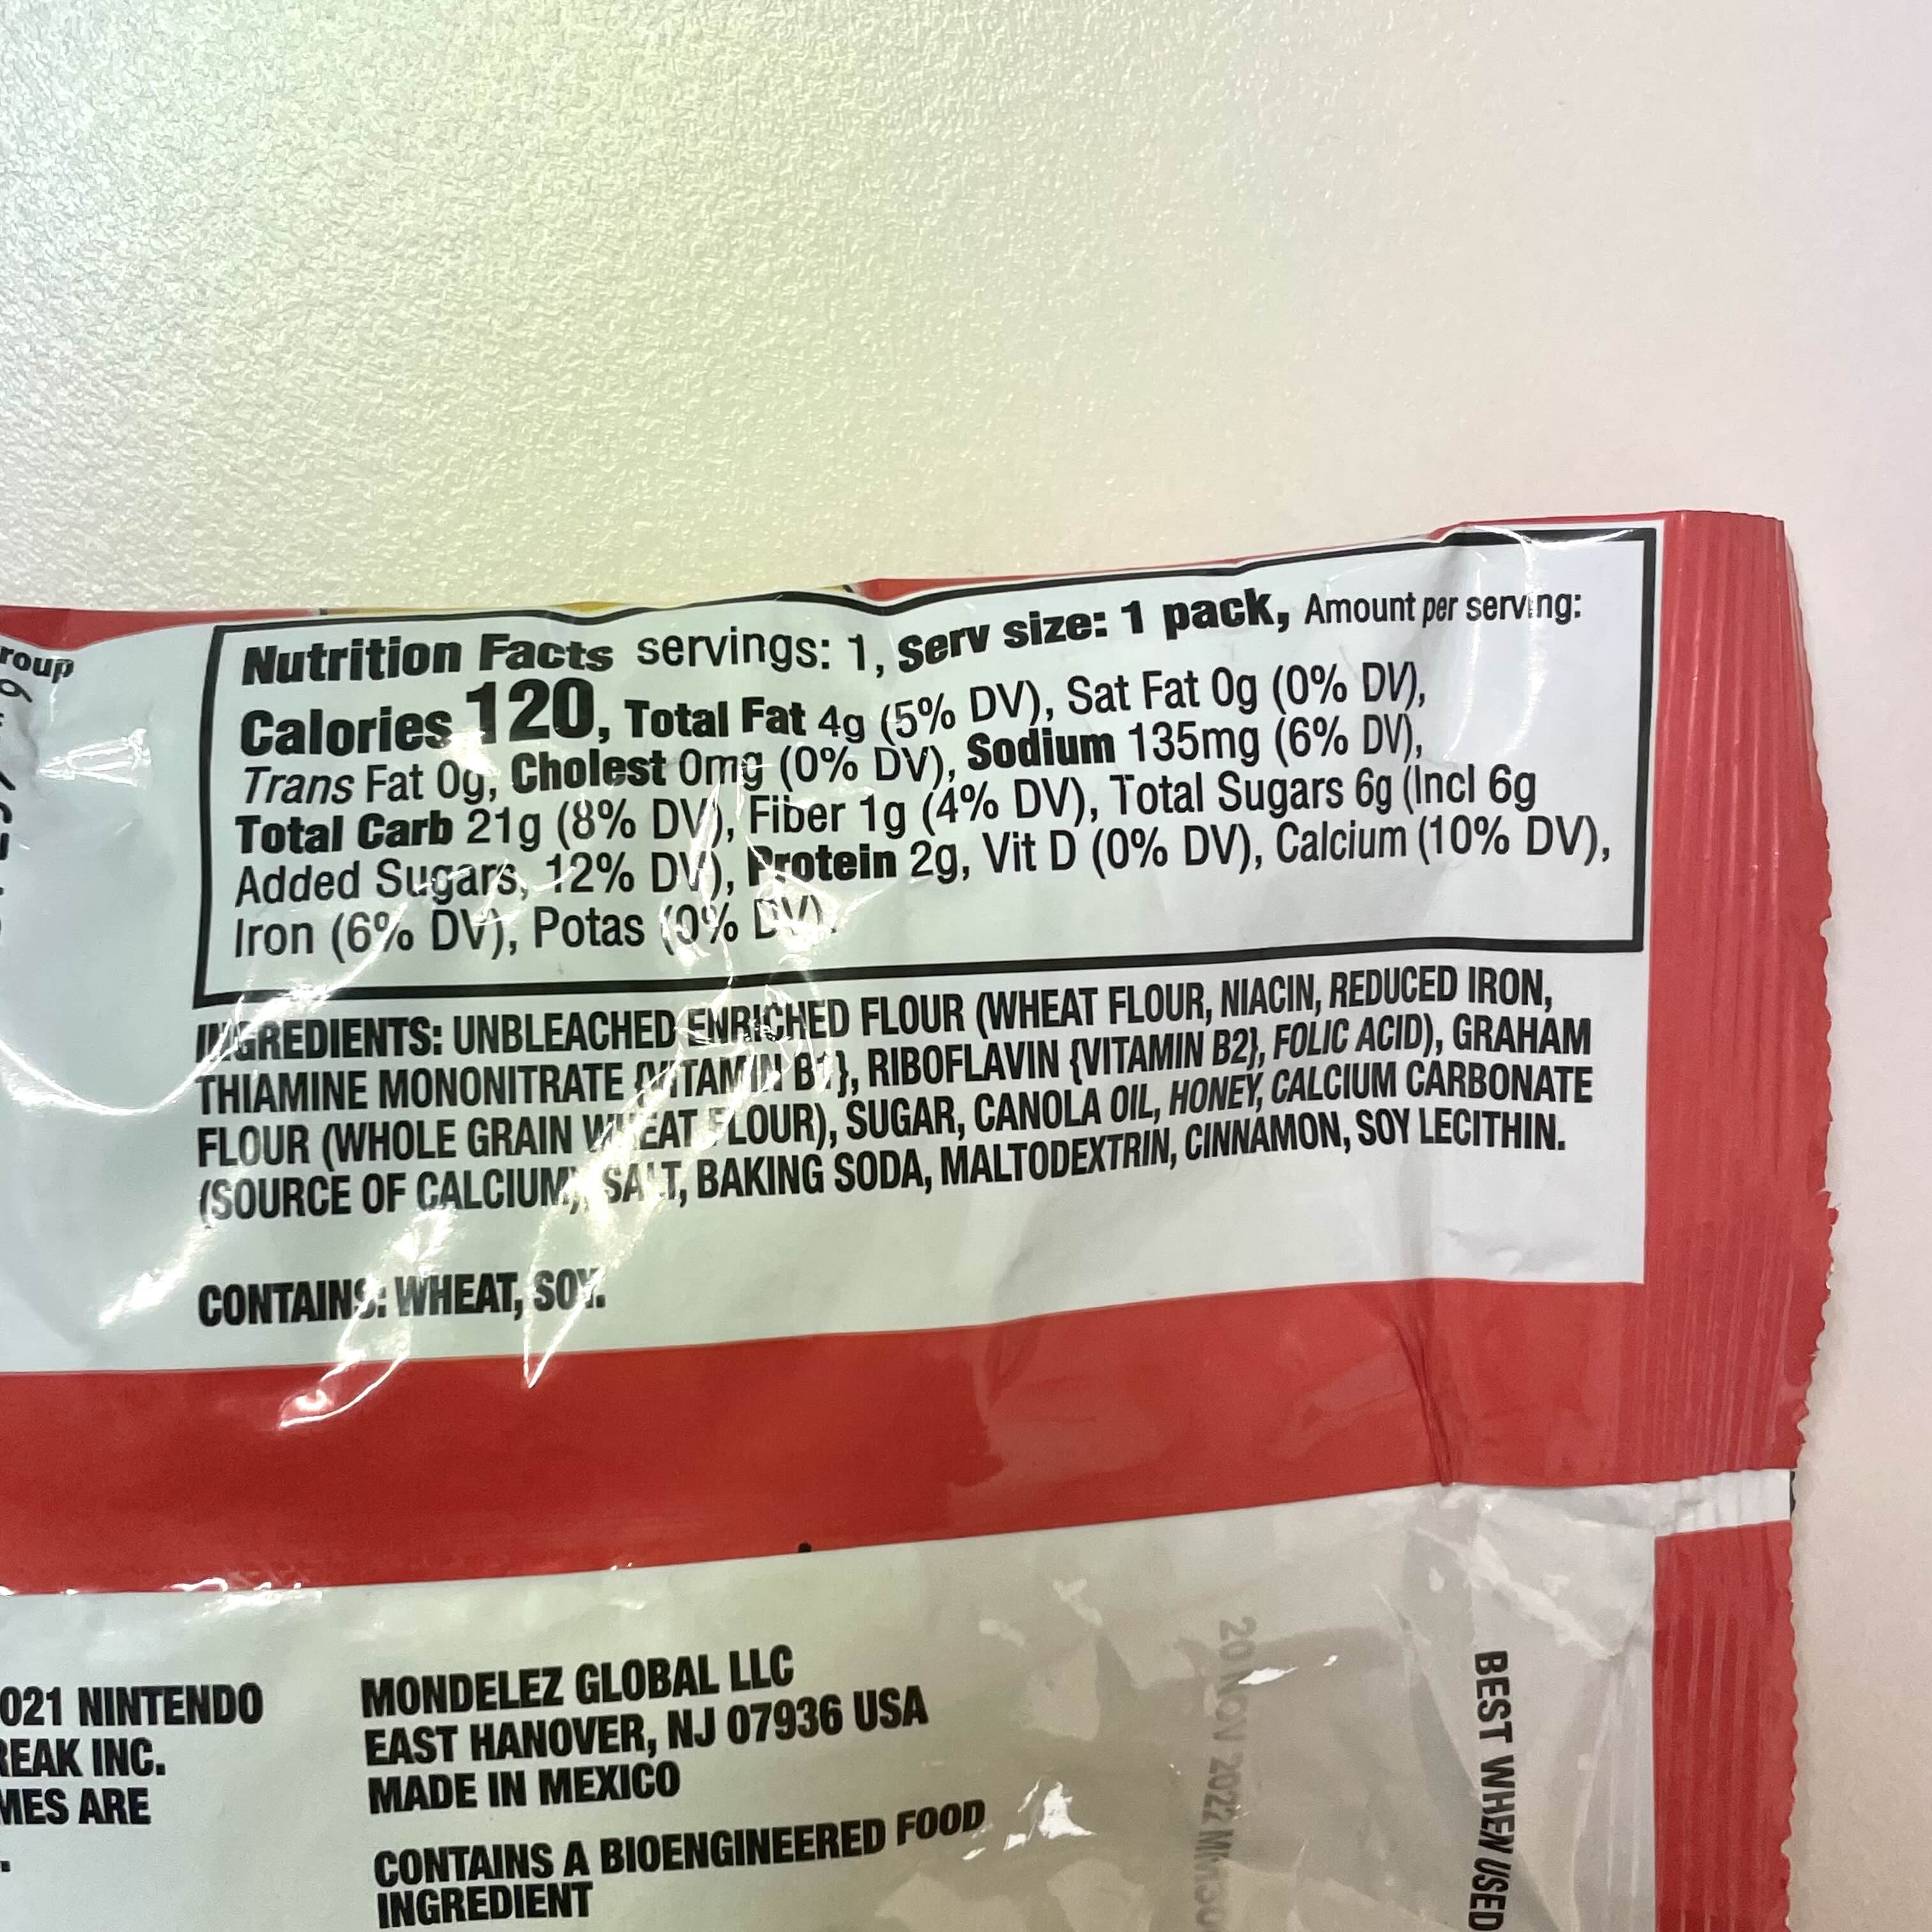 roup
Nutrition Facts servings: 1, Serv size: 1 pack, Amount per serving:
Calories 120, Total Fat 4g (5% DV), Sat Fat 0g (0% DV),
Trans Fat 0g, Cholest 0mg (0% DV), Sodium 135mg (6% DV),
Total Carb 21g (8% DV), Fiber 1g (4% DV), Total Sugars 6g (Incl 6g
Added Sugars, 12% DV), Protein 2g, Vit D (0% DV), Calcium (10% DV),
Iron (6% DV), Potas (0% DV).
INGREDIENTS: UNBLEACHED ENRICHED FLOUR (WHEAT FLOUR, NIACIN, REDUCED IRON,
THIAMINE MONONITRATE {VITAMIN B1}, RIBOFLAVIN {VITAMIN B2}, FOLIC ACID), GRAHAM
FLOUR (WHOLE GRAIN WHEAT FLOUR), SUGAR, CANOLA OIL, HONEY, CALCIUM CARBONATE
(SOURCE OF CALCIUM), SALT, BAKING SODA, MALTODEXTRIN, CINNAMON, SOY LECITHIN.
CONTAINS: WHEAT, SOY.
021 NINTENDO
REAK INC.
MES ARE
MONDELEZ GLOBAL LLC
EAST HANOVER, NJ 07936 USA
MADE IN MEXICO
CONTAINS A BIOENGINEERED FOOD
INGREDIENT
20 NOV 2022
BEST WHEN USED